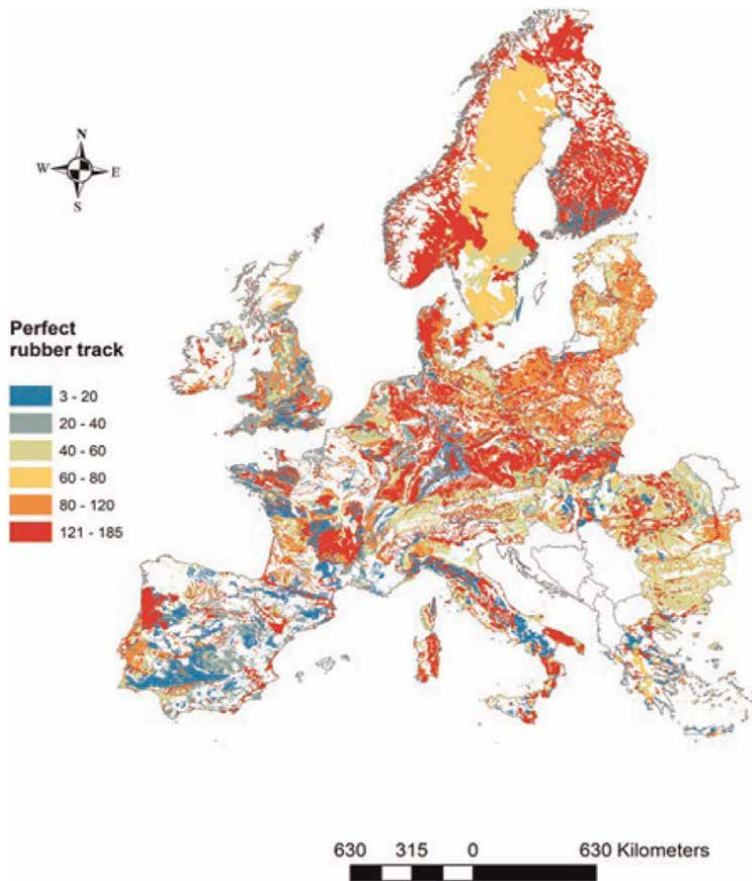 N
W E
S
Perfect
rubber track
3 - 20
20 - 40
40 - 60
60 - 80
80 - 120
121 - 185
630 315 0 630 Kilometers